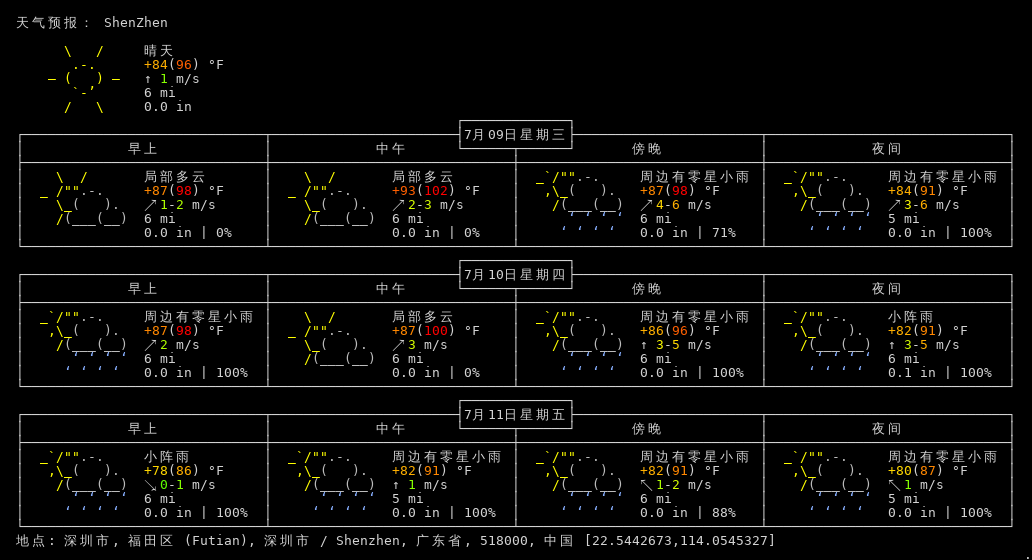 天气预报： ShenZhen
晴天
+84(96) °F
↑ 1 m/s
6 mi
0.0 in
7月09日星期三
早上 中午 傍晚 夜间
局部多云 局部多云 周边有零星小雨 周边有零星小雨
+87(98) °F +93(102) °F +87(98) °F +84(91) °F
↗ 1-2 m/s ↗ 2-3 m/s ↗ 4-6 m/s ↗ 3-6 m/s
6 mi 6 mi 6 mi 5 mi
0.0 in | 0% 0.0 in | 0% 0.0 in | 71% 0.0 in | 100%
7月10日星期四
早上 中午 傍晚 夜间
周边有零星小雨 局部多云 周边有零星小雨 小阵雨
+87(98) °F +87(100) °F +86(96) °F +82(91) °F
↗ 2 m/s ↗ 3 m/s ↑ 3-5 m/s ↑ 3-5 m/s
6 mi 6 mi 6 mi 6 mi
0.0 in | 100% 0.0 in | 0% 0.0 in | 100% 0.1 in | 100%
7月11日星期五
早上 中午 傍晚 夜间
小阵雨 周边有零星小雨 周边有零星小雨 周边有零星小雨
+78(86) °F +82(91) °F +82(91) °F +80(87) °F
↘ 0-1 m/s ↑ 1 m/s ↖ 1-2 m/s ↖ 1 m/s
6 mi 5 mi 6 mi 5 mi
0.0 in | 100% 0.0 in | 100% 0.0 in | 88% 0.0 in | 100%
地点: 深圳市, 福田区 (Futian), 深圳市 / Shenzhen, 广东省, 518000, 中国 [22.5442673,114.0545327]